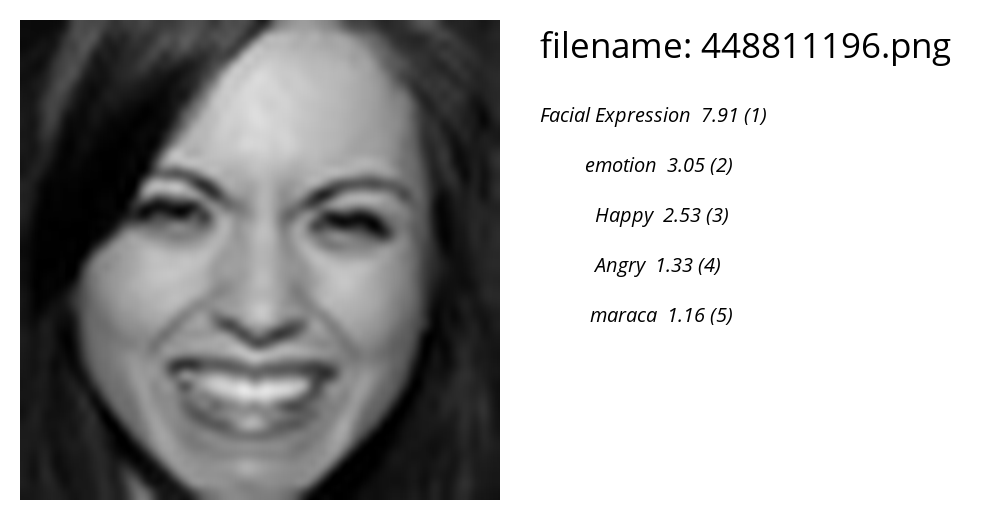 filename: 448811196.png
Facial Expression 7.91 (1)
emotion 3.05 (2)
Happy 2.53 (3)
Angry 1.33 (4)
maraca 1.16 (5)